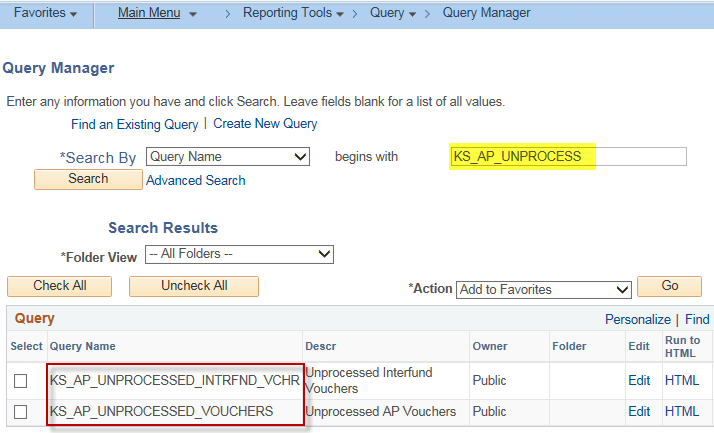 Favorites Main Menu > Reporting Tools > Query > Query Manager
Query Manager
Enter any information you have and click Search. Leave fields blank for a list of all values.
Find an Existing Query | Create New Query
*Search By Query Name begins with KS_AP_UNPROCESS
Search Advanced Search
Search Results
*Folder View -- All Folders --
Check All Uncheck All *Action Add to Favorites Go
Query Personalize | Find
Select Query Name Descr Owner Folder Edit Run to
HTML
KS_AP_UNPROCESSED_INTRFND_VCHR Unprocessed Interfund Public Edit HTML
Vouchers
KS_AP_UNPROCESSED_VOUCHERS Unprocessed AP Vouchers Public Edit HTML